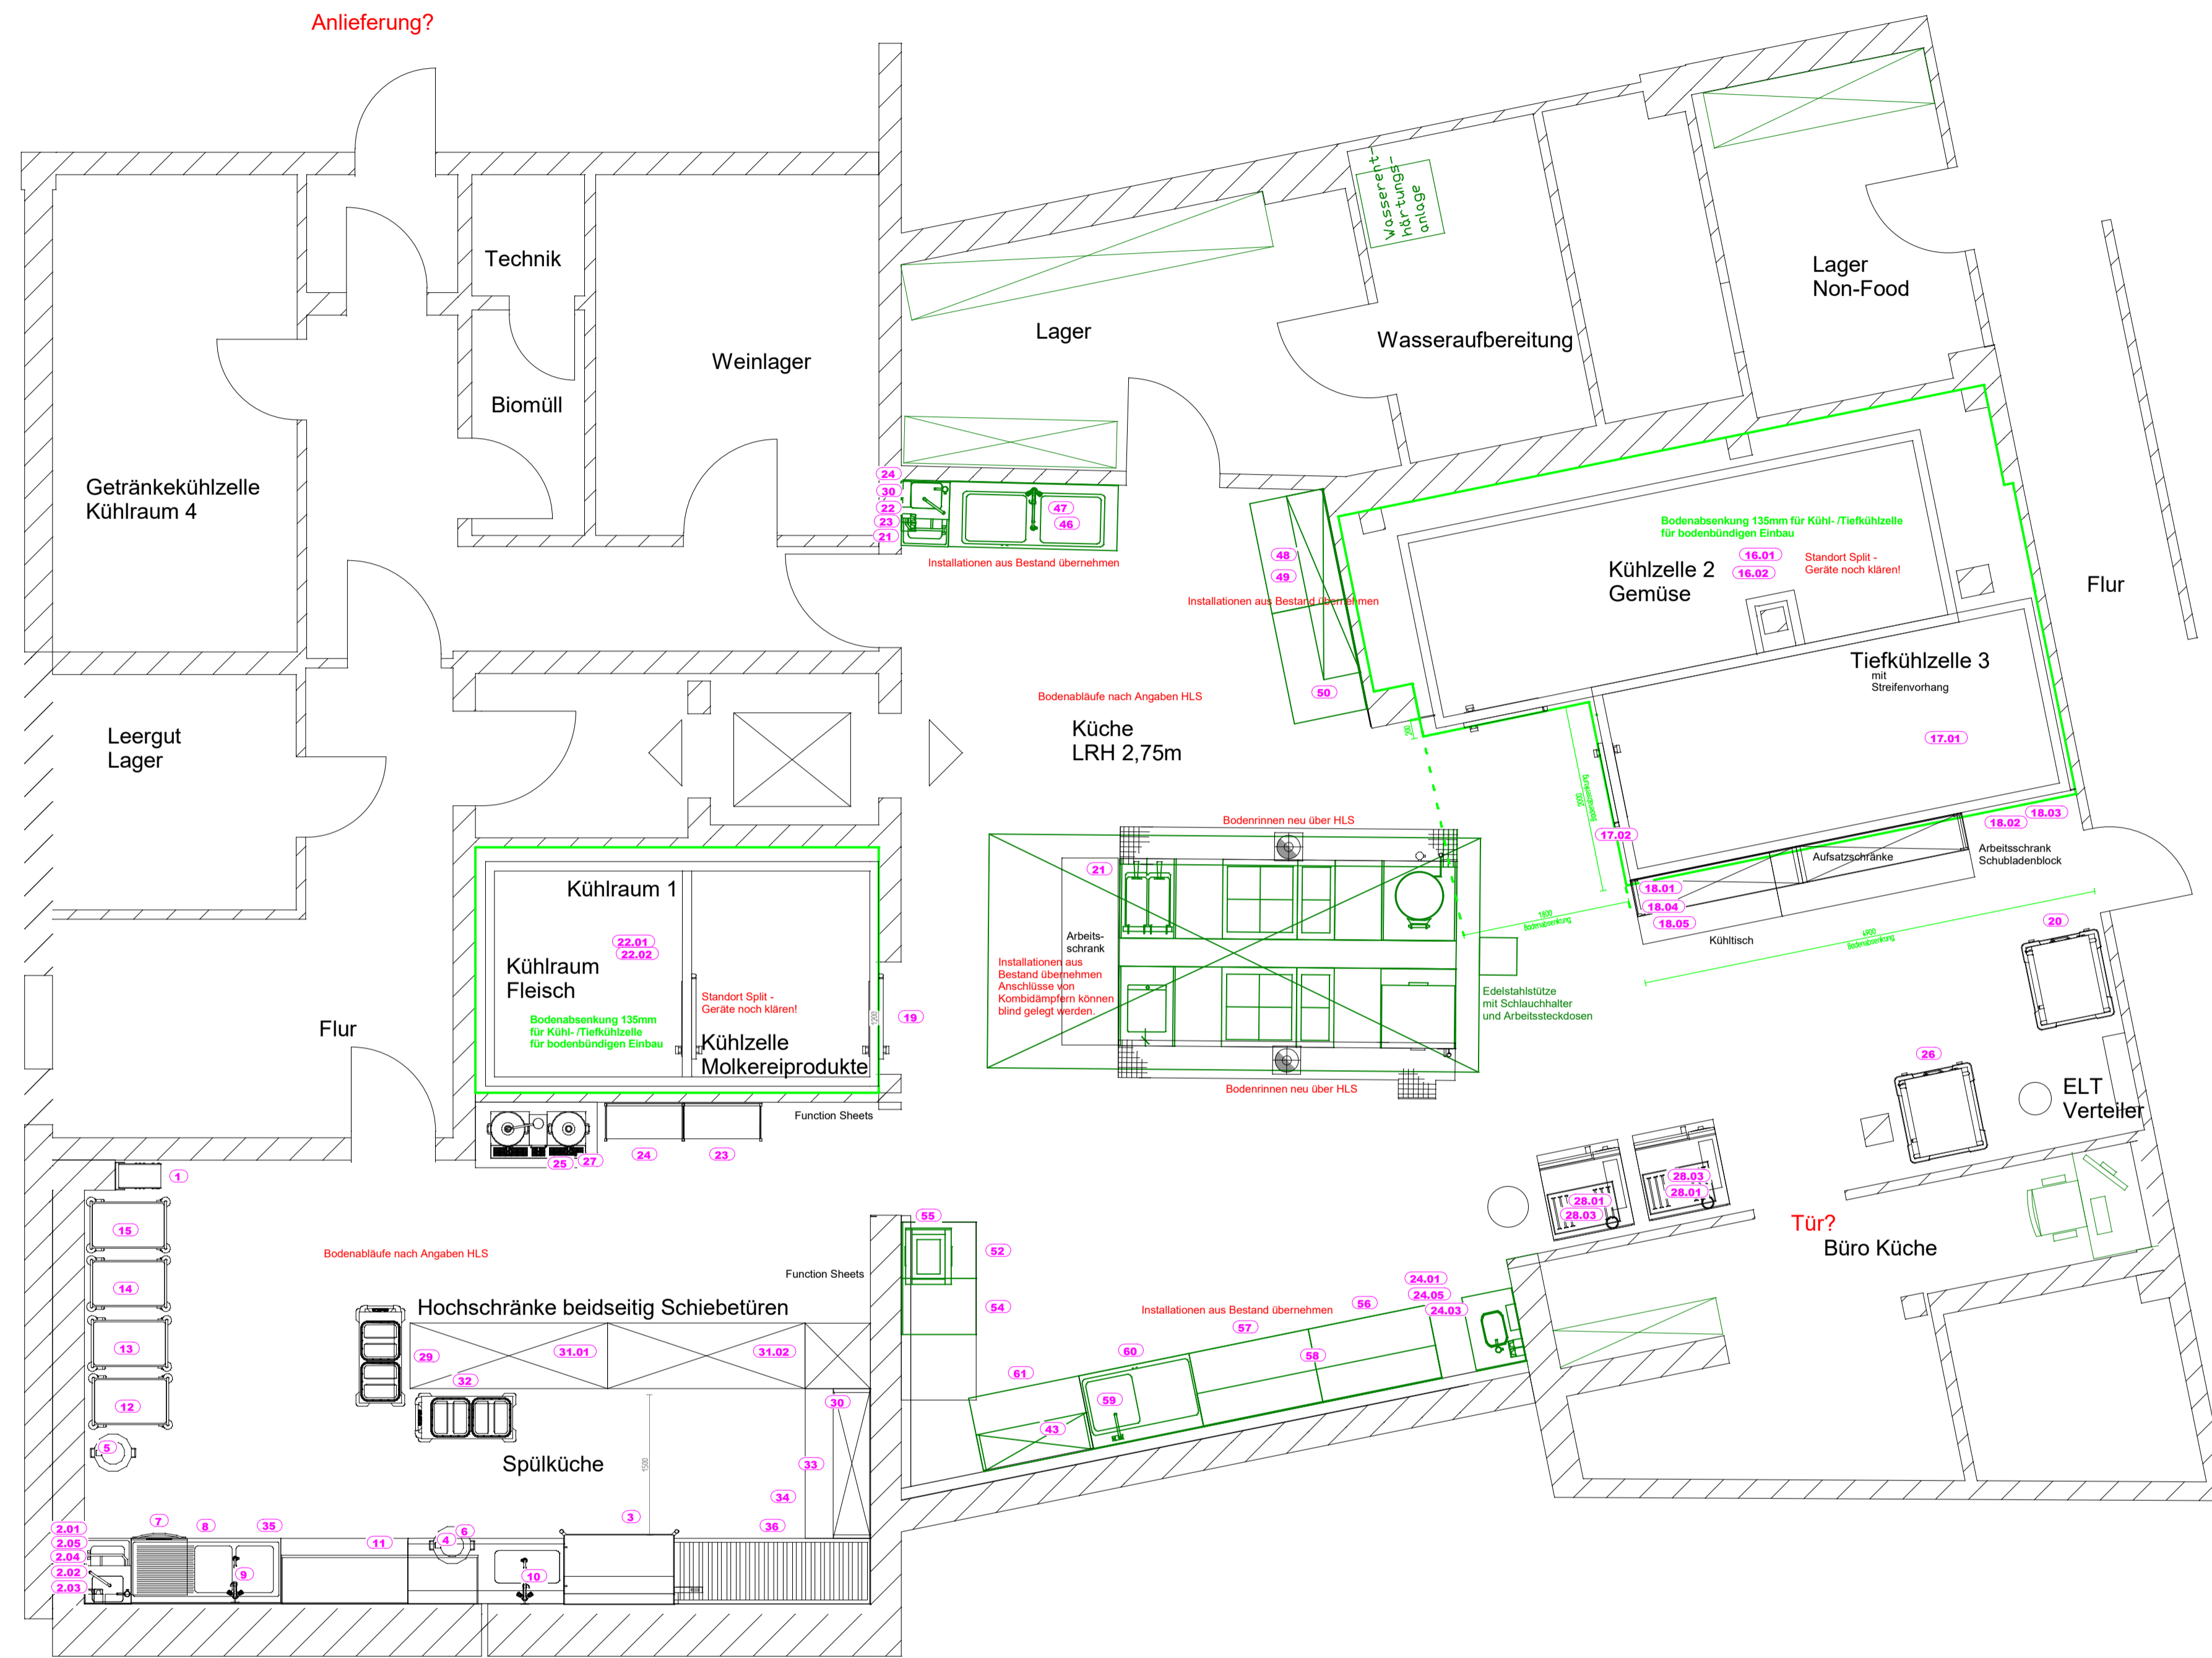 Anlieferung?
Technik
Biomüll
Weinlager
Getränkekühlzelle
Kühlraum 4
Leergut
Lager
Flur
Lager
Wasserent-
härtungs-
anlage
Wasseraufbereitung
Lager
Non-Food
Flur
24
30
22
23
21
47
46
Installationen aus Bestand übernehmen
48
49
Installationen aus Bestand übernehmen
50
Bodenabsenkung 135mm für Kühl- /Tiefkühlzelle
für bodenbündigen Einbau
16.01
16.02
Standort Split -
Geräte noch klären!
Kühlzelle 2
Gemüse
Tiefkühlzelle 3
mit
Streifenvorhang
17.01
17.02
200
2000
Bodenabsenkung
18.03
18.02
Arbeitsschrank
Schubladenblock
Aufsatzschränke
18.01
18.04
18.05
Kühltisch
1800
Bodenabsenkung
4900
Bodenabsenkung
Bodenabläufe nach Angaben HLS
Küche
LRH 2,75m
Bodenrinnen neu über HLS
21
Arbeits-
schrank
Installationen aus
Bestand übernehmen
Anschlüsse von
Kombidämpfern können
blind gelegt werden.
Edelstahlstütze
mit Schlauchhalter
und Arbeitssteckdosen
Bodenrinnen neu über HLS
Kühlraum 1
22.01
22.02
Kühlraum
Fleisch
Bodenabsenkung 135mm
für Kühl- /Tiefkühlzelle
für bodenbündigen Einbau
Standort Split -
Geräte noch klären!
Kühlzelle
Molkereiprodukte
1200
19
Function Sheets
25
27
24
23
20
26
ELT
Verteiler
28.03
28.01
28.01
28.03
Tür?
Büro Küche
1
15
14
13
12
5
Bodenabläufe nach Angaben HLS
Function Sheets
Hochschränke beidseitig Schiebetüren
29
31.01
31.02
32
30
33
34
Spülküche
1500
3
36
2.01
2.05
2.04
2.02
2.03
7
8
35
9
11
6
4
10
55
52
54
Installationen aus Bestand übernehmen
24.01
24.05
24.03
56
57
58
60
61
59
43